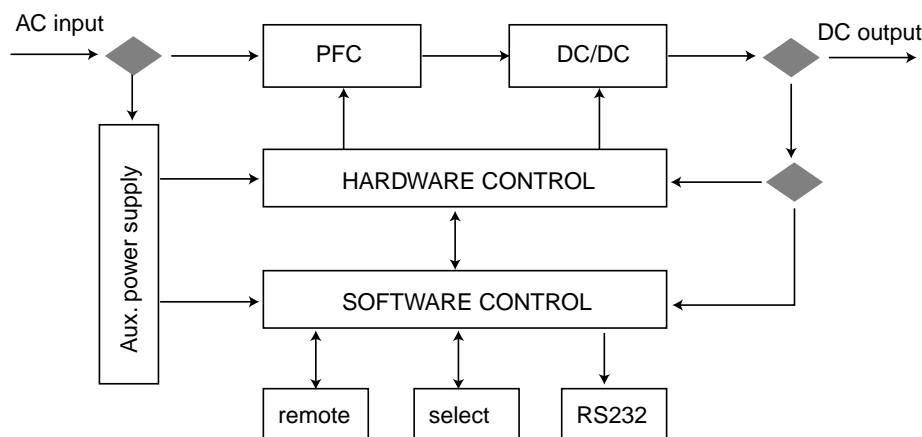 AC input
DC output
PFC
DC/DC
HARDWARE CONTROL
Aux. power supply
SOFTWARE CONTROL
remote
select
RS232